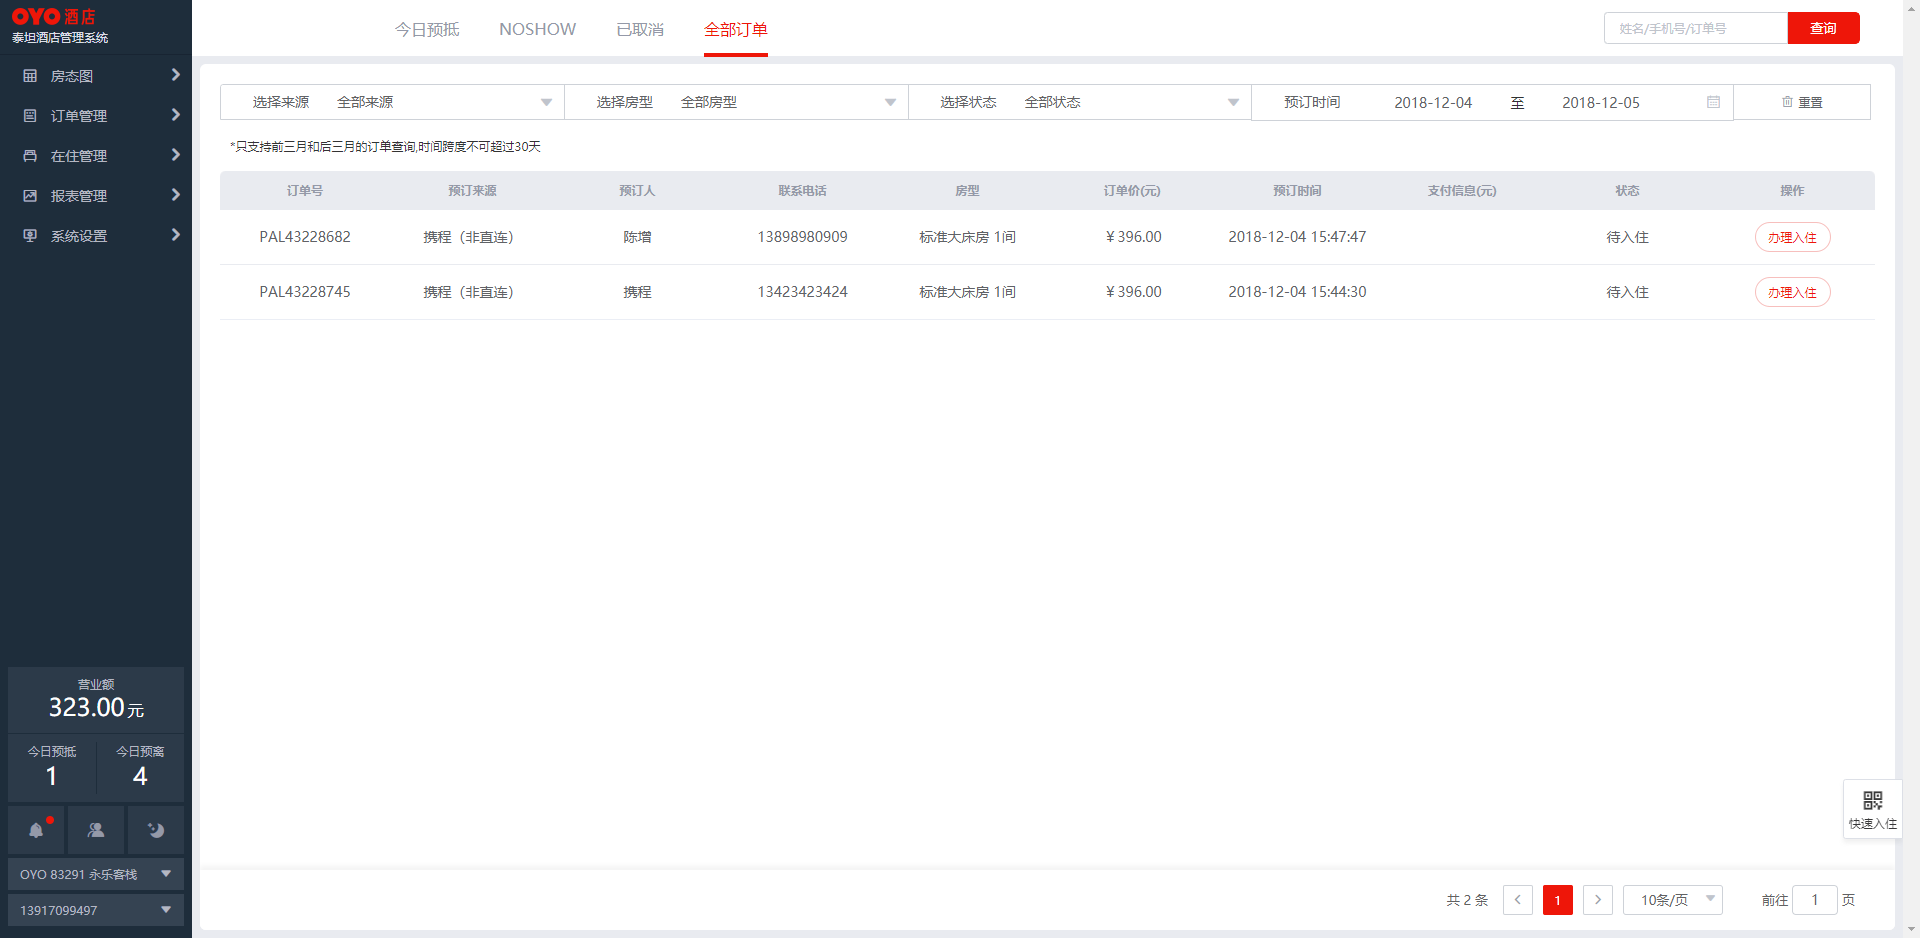 OYO 酒店
泰坦酒店管理系统
房态图
订单管理
在住管理
报表管理
系统设置
营业额
323.00元
今日预抵 今日预离
1 4
OYO 83291 永乐客栈
13917099497
今日预抵 NOSHOW 已取消 全部订单 姓名/手机号/订单号 查询
选择来源 全部来源 选择房型 全部房型 选择状态 全部状态 预订时间 2018-12-04 至 2018-12-05 重置
*只支持前三月和后三月的订单查询,时间跨度不可超过30天
订单号 预订来源 预订人 联系电话 房型 订单价(元) 预订时间 支付信息(元) 状态 操作
PAL43228682 携程（非直连） 陈增 13898980909 标准大床房 1间 ¥ 396.00 2018-12-04 15:47:47 待入住 办理入住
PAL43228745 携程（非直连） 携程 13423423424 标准大床房 1间 ¥ 396.00 2018-12-04 15:44:30 待入住 办理入住
快速入住
共 2 条 1 10条/页 前往 1 页